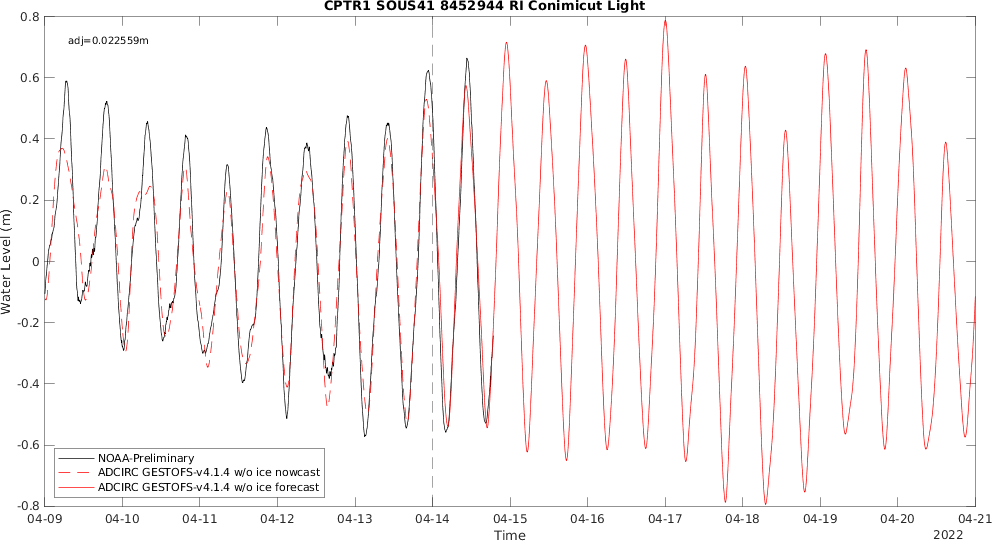 CPTR1 SOUS41 8452944 RI Conimicut Light
adj=0.022559m
0.8
0.6
0.4
0.2
0
-0.2
-0.4
-0.6
-0.8
Water Level (m)
NOAA-Preliminary
ADCIRC GESTOFS-v4.1.4 w/o ice nowcast
ADCIRC GESTOFS-v4.1.4 w/o ice forecast
04-09 04-10 04-11 04-12 04-13 04-14 04-15 04-16 04-17 04-18 04-19 04-20 04-21
Time
2022